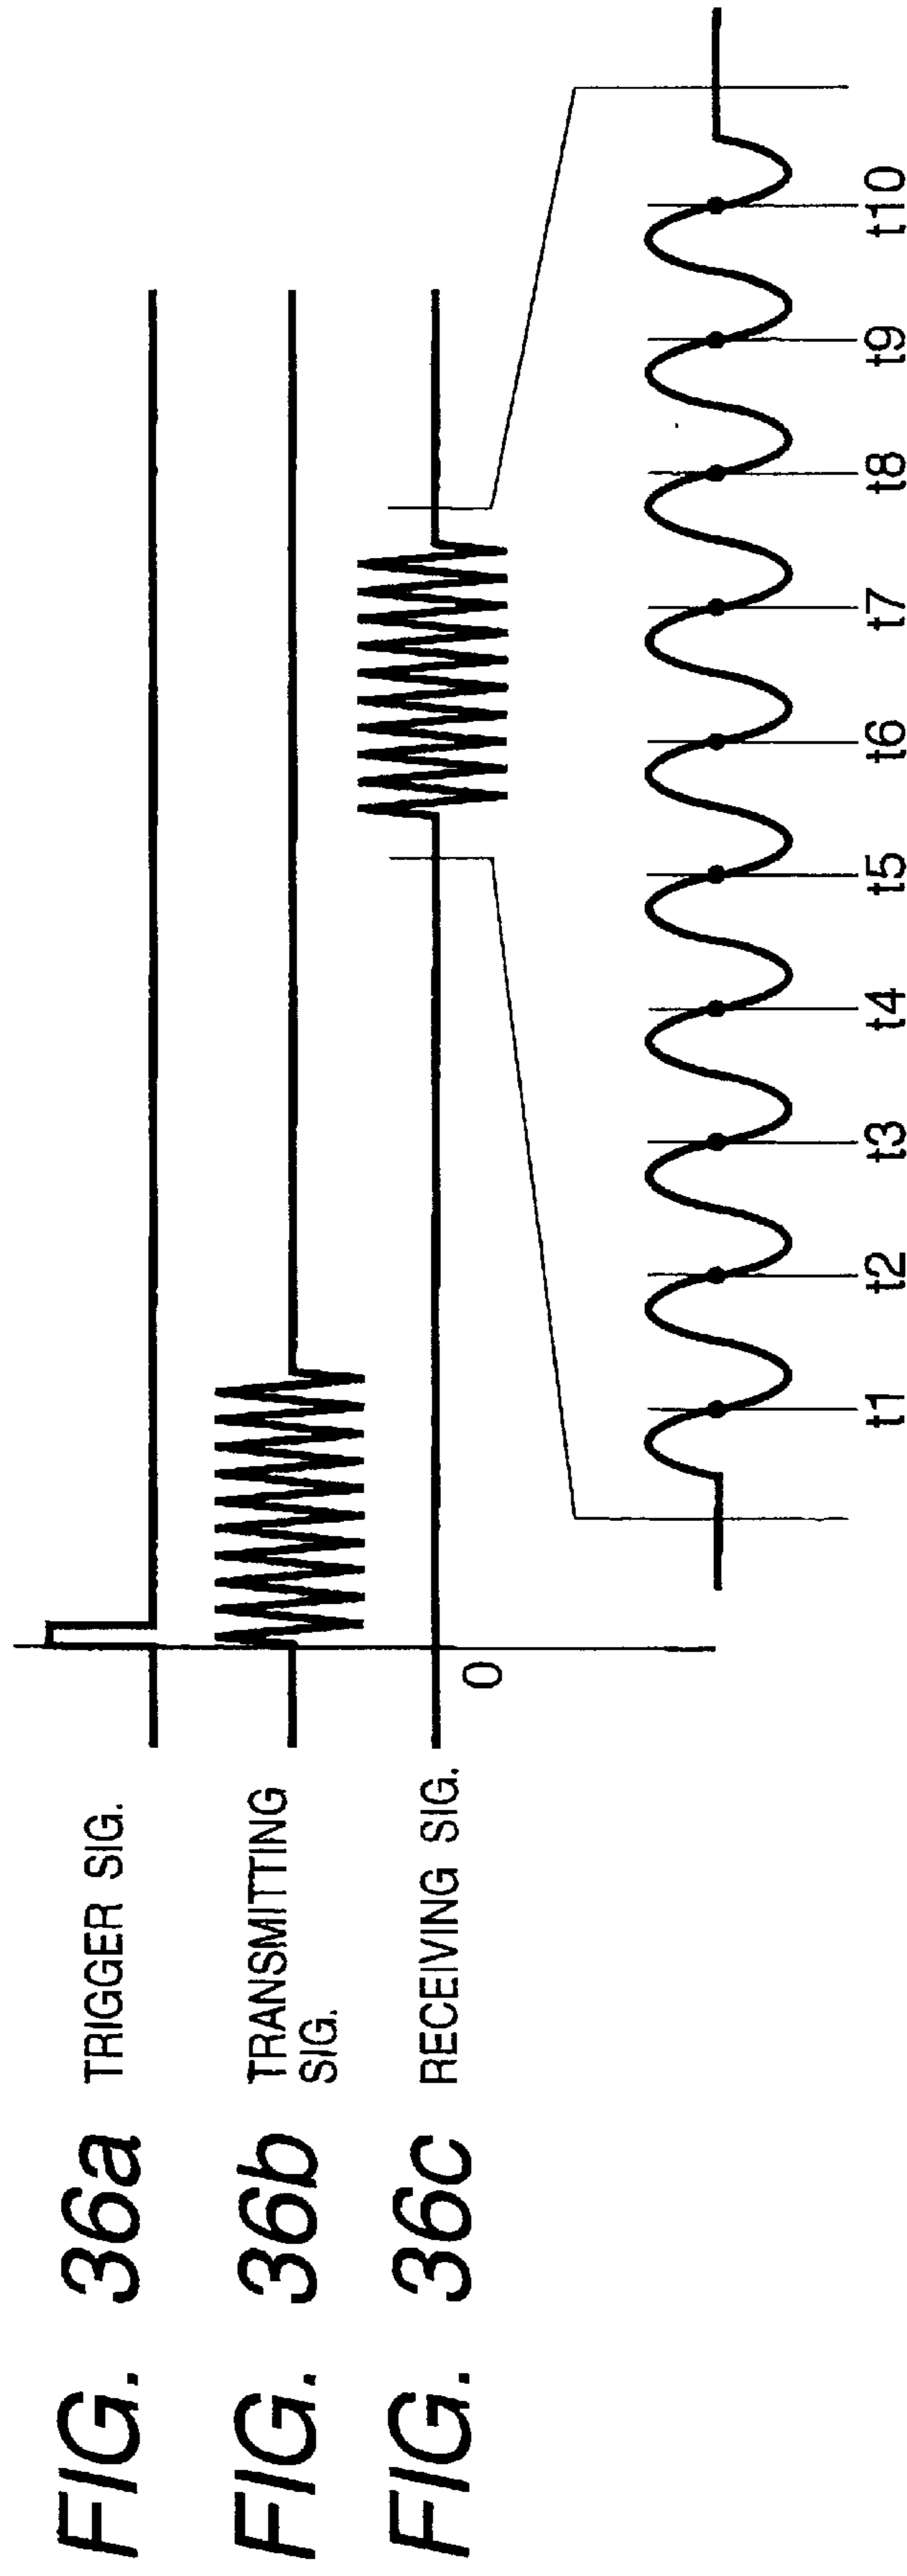 FIG. 36a TRIGGER SIG.
FIG. 36b TRANSMITTING
SIG.
FIG. 36c RECEIVING SIG.
0
t1 t2 t3 t4 t5 t6 t7 t8 t9 t10